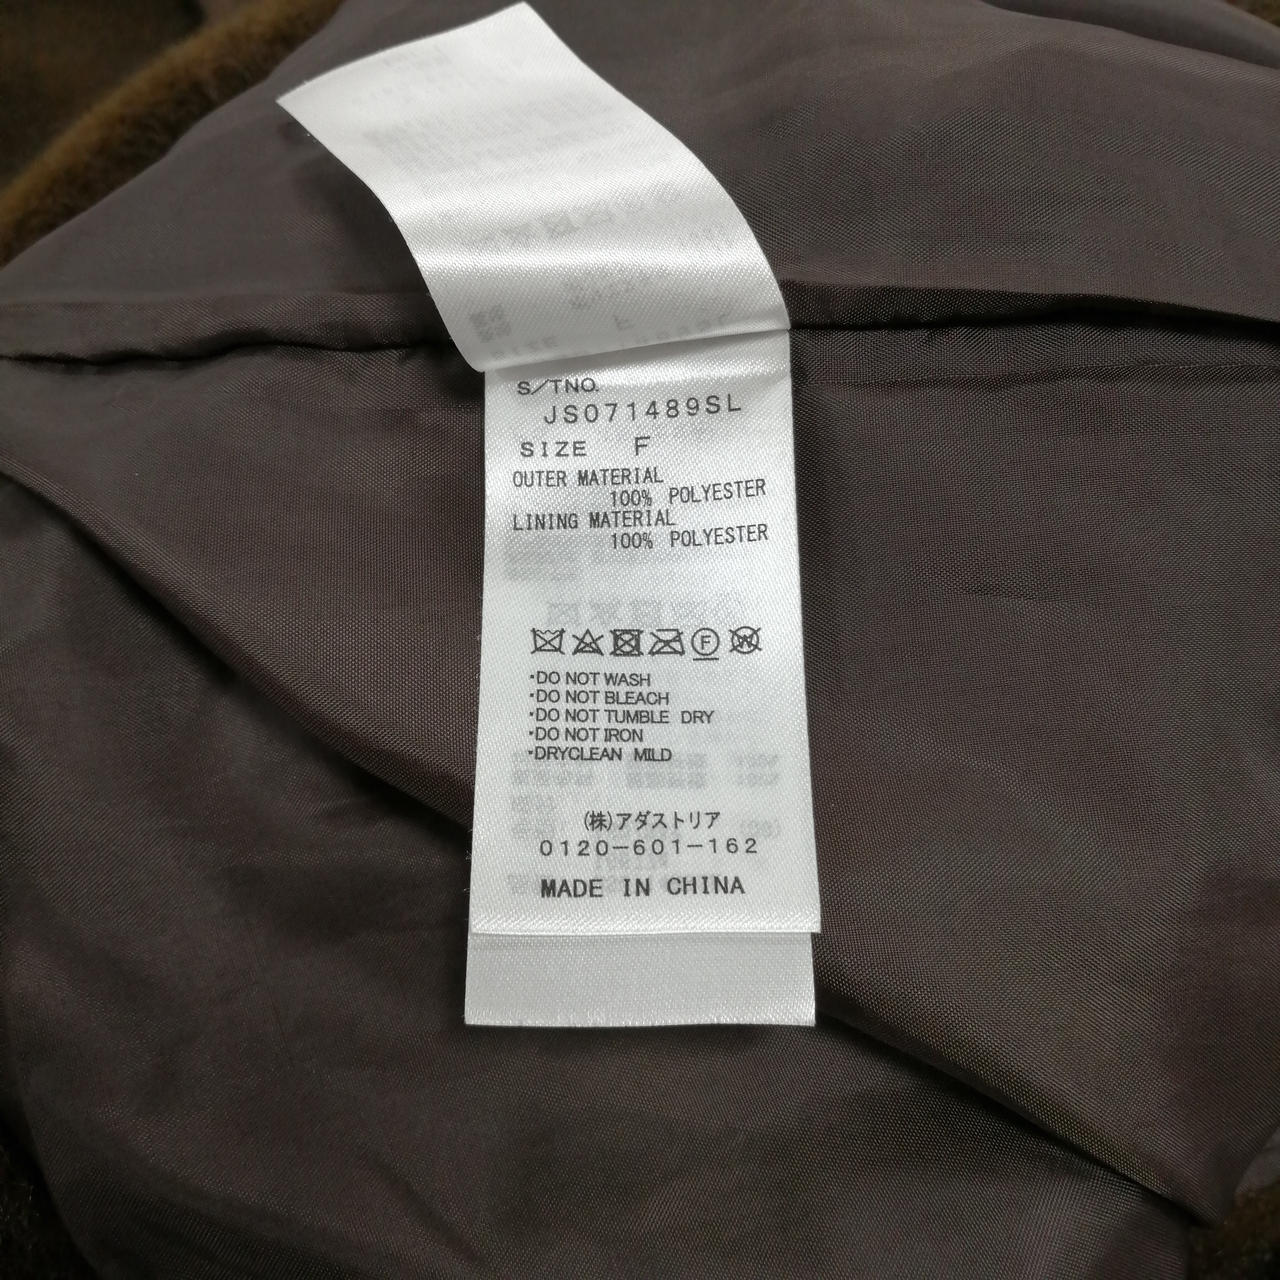 S/TNO.
JS071489SL
SIZE F
OUTER MATERIAL
100% POLYESTER
LINING MATERIAL
100% POLYESTER
F
W
・DO NOT WASH
・DO NOT BLEACH
・DO NOT TUMBLE DRY
・DO NOT IRON
・DRYCLEAN MILD
(株)アダストリア
0120-601-162
MADE IN CHINA